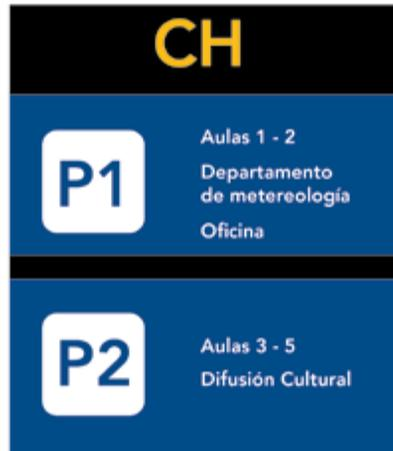 CH
P1
Aulas 1 - 2
Departamento
de metereología
Oficina
P2
Aulas 3 - 5
Difusión Cultural